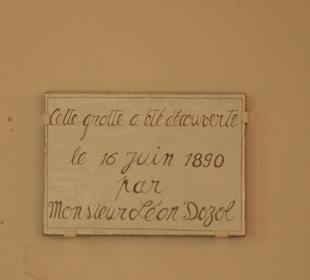 Cette grotte a été découverte
le 16 juin 1890
par
Monsieur Léon Dozol